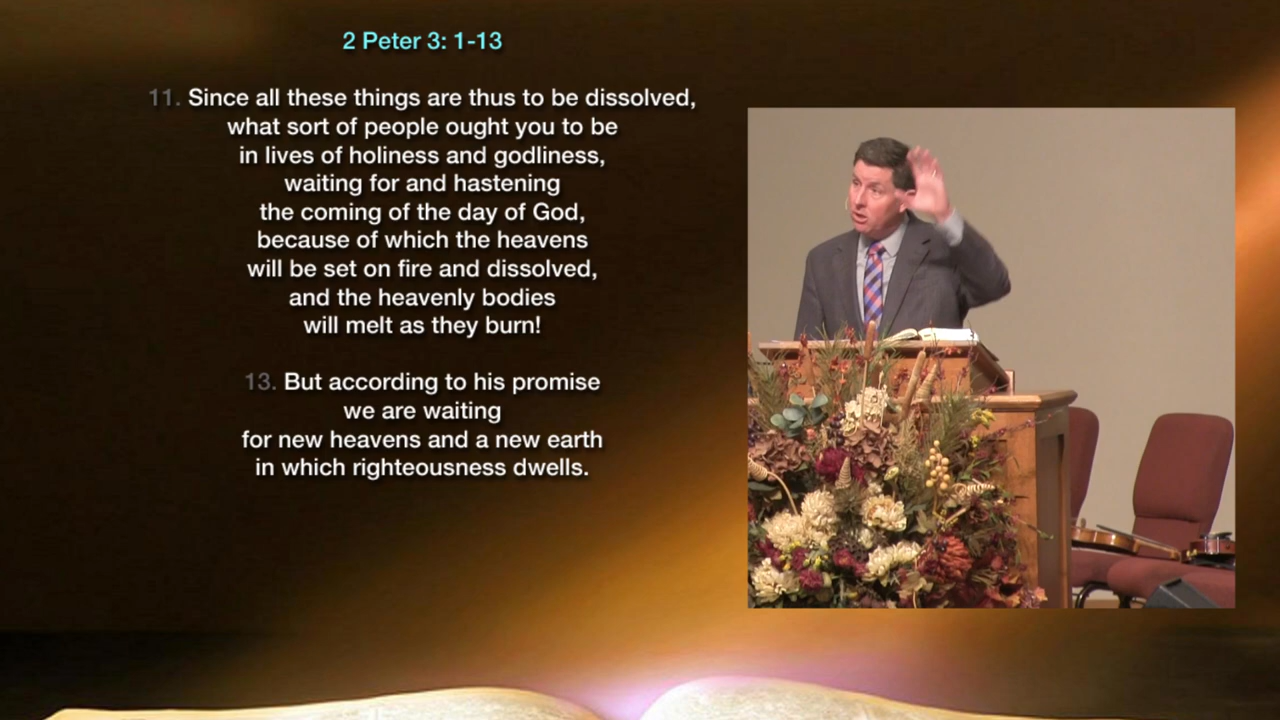 2 Peter 3: 1-13
11. Since all these things are thus to be dissolved,
what sort of people ought you to be
in lives of holiness and godliness,
waiting for and hastening
the coming of the day of God,
because of which the heavens
will be set on fire and dissolved,
and the heavenly bodies
will melt as they burn!
13. But according to his promise
we are waiting
for new heavens and a new earth
in which righteousness dwells.